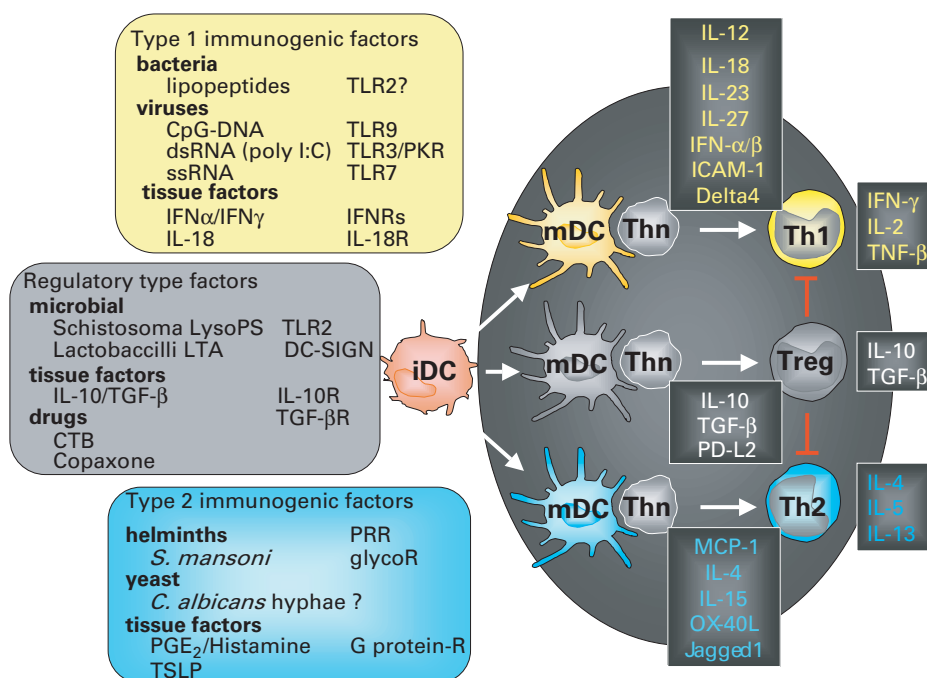 Type 1 immunogenic factors
bacteria
lipopeptides TLR2?
viruses
CpG-DNA TLR9
dsRNA (poly I:C) TLR3/PKR
ssRNA TLR7
tissue factors
IFNα/IFNγ IFNRs
IL-18 IL-18R
Regulatory type factors
microbial
Schistosoma LysoPS TLR2
Lactobaccilli LTA DC-SIGN
tissue factors
IL-10/TGF-β IL-10R
drugs TGF-βR
CTB
Copaxone
Type 2 immunogenic factors
helminths PRR
S. mansoni glycoR
yeast
C. albicans hyphae ?
tissue factors
PGE₂/Histamine G protein-R
TSLP
iDC
IL-12
IL-18
IL-23
IL-27
IFN-α/β
ICAM-1
Delta4
mDC Thn Th1
IFN-γ
IL-2
TNF-β
mDC Thn Treg
IL-10
TGF-β
IL-10
TGF-β
PD-L2
mDC Thn Th2
IL-4
IL-5
IL-13
MCP-1
IL-4
IL-15
OX-40L
Jagged1